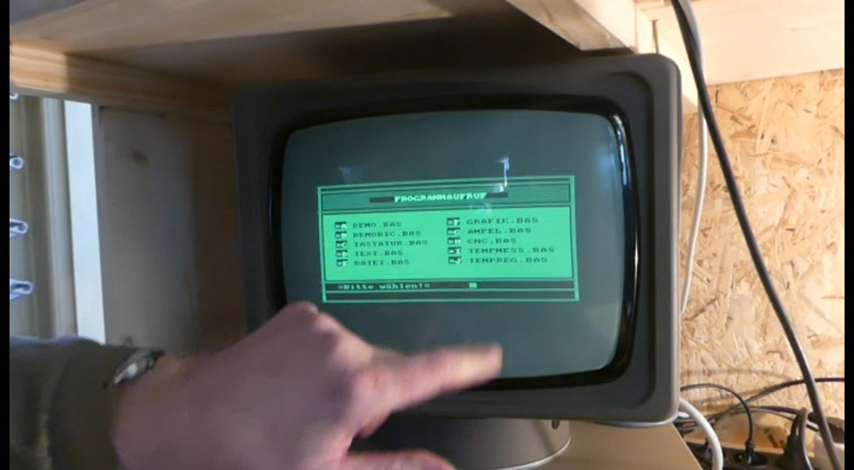 PROGRAMMAUFRUF
DEMO.BAS
DEMODIC.BAS
TASTATUR.BAS
TEXT.BAS
DATEI.BAS
GRAFIK.BAS
AMPEL.BAS
CNC.BAS
TEMPMESS.BAS
TEMPREG.BAS
>Bitte wählen!<